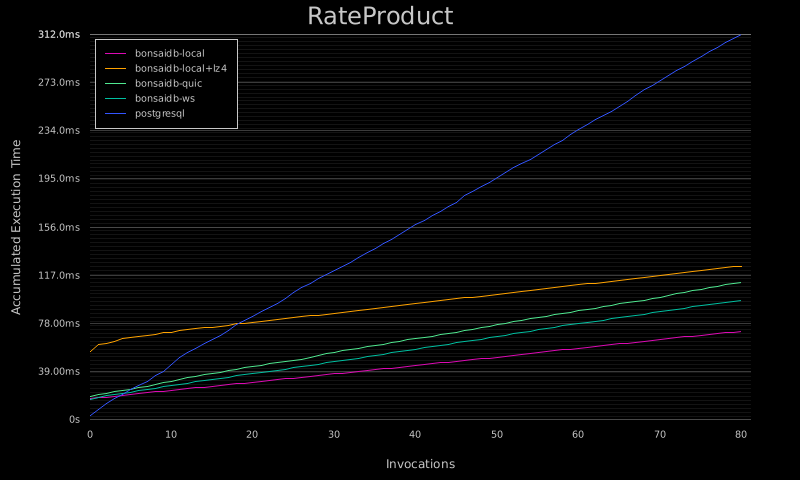 RateProduct
312.0ms
273.0ms
234.0ms
195.0ms
156.0ms
117.0ms
78.00ms
39.00ms
0s
bonsaidb-local
bonsaidb-local+lz4
bonsaidb-quic
bonsaidb-ws
postgresql
Accumulated Execution Time
0 10 20 30 40 50 60 70 80
Invocations